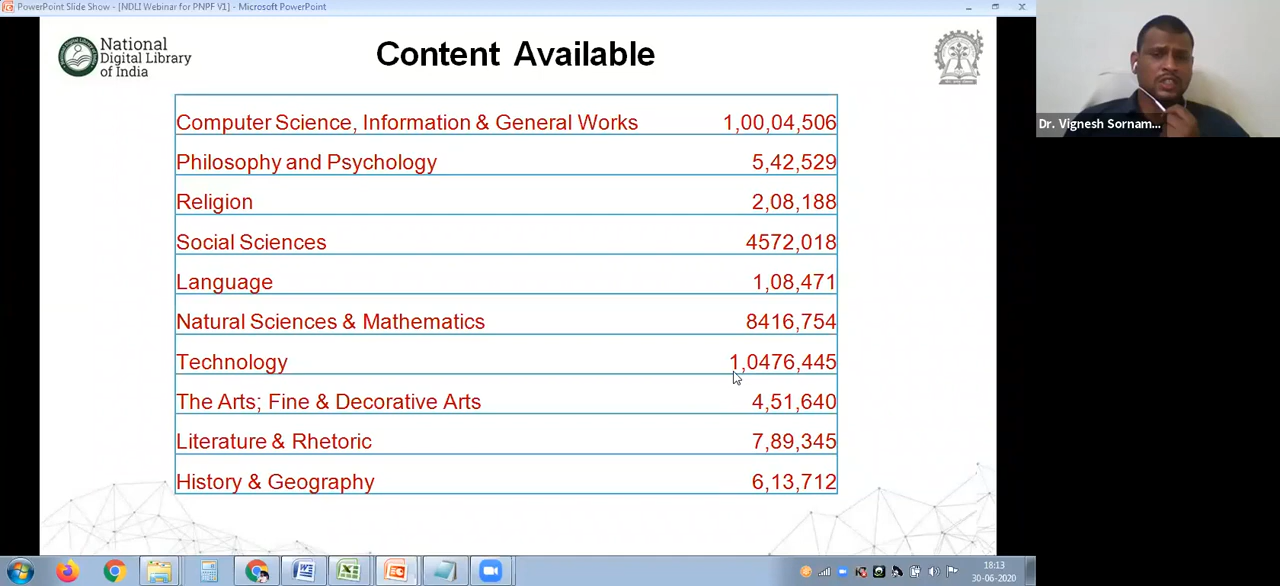 PowerPoint Slide Show - [NDLI Webinar for PNPF V1] - Microsoft PowerPoint
National
Digital Library
of India
Content Available
Computer Science, Information & General Works 1,00,04,506
Philosophy and Psychology 5,42,529
Religion 2,08,188
Social Sciences 4572,018
Language 1,08,471
Natural Sciences & Mathematics 8416,754
Technology 1,0476,445
The Arts; Fine & Decorative Arts 4,51,640
Literature & Rhetoric 7,89,345
History & Geography 6,13,712
Dr. Vignesh Sornam...
18:13
30-06-2020